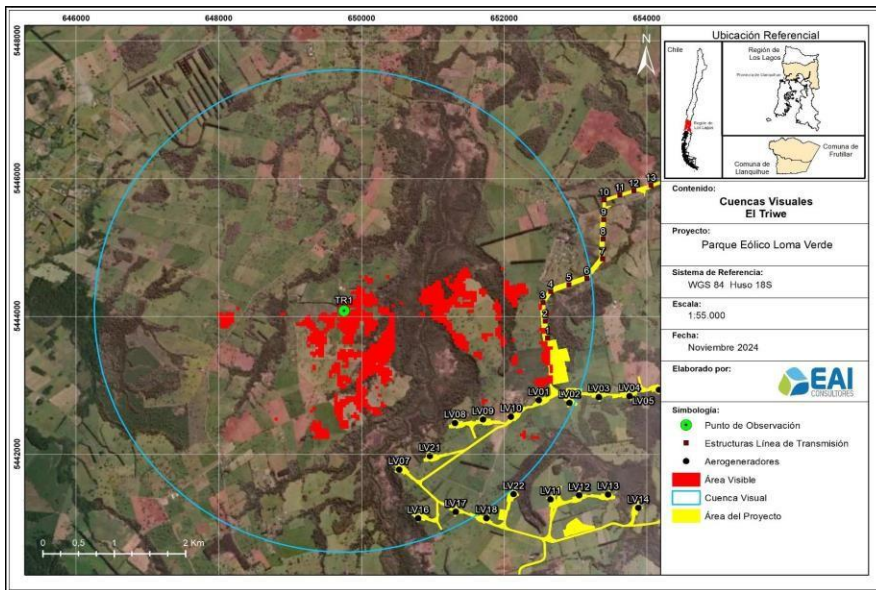 646000
648000
650000
652000
654000
5448000
5446000
5444000
5442000
N
TR1
13
12
11
10
9
8
7
6
5
4
3
2
1
LV01
LV02
LV03
LV04
LV05
LV08
LV09
LV10
LV21
LV07
LV22
LV11
LV12
LV13
LV14
LV16
LV17
LV18
0 0,5 1 2 Km
Ubicación Referencial
Chile
Región de
Los Lagos
Región de
Los Lagos
Comuna de
Frutillar
Comuna de
Llanquihue
Contenido:
Cuencas Visuales
El Triwe
Proyecto:
Parque Eólico Loma Verde
Sistema de Referencia:
WGS 84 Huso 18S
Escala:
1:55.000
Fecha
Noviembre 2024
Elaborado por:
EAI
CONSULTORES
Simbología:
Punto de Observación
Estructuras Línea de Transmisión
Aerogeneradores
Área Visible
Cuenca Visual
Área del Proyecto